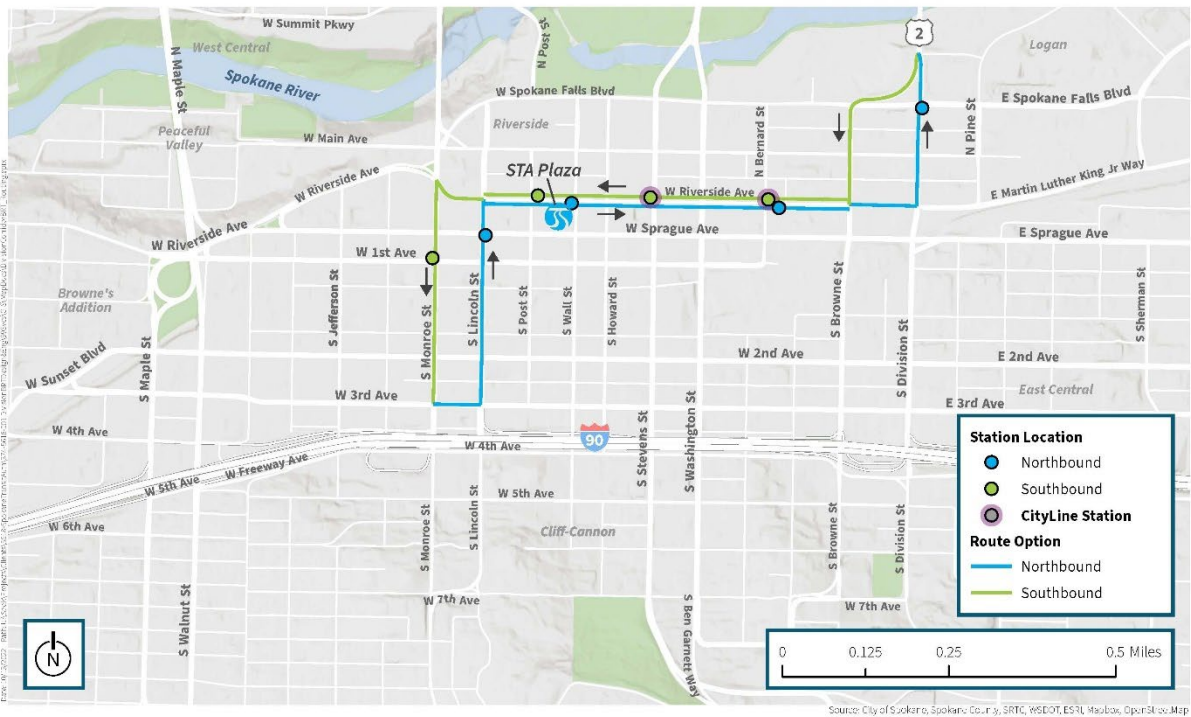 W Summit Pkwy
West Central
N Maple St
Spokane River
N Post St
2
Logan
W Spokane Falls Blvd
E Spokane Falls Blvd
Riverside
Peaceful
Valley
W Main Ave
N Bernard St
N Pine St
STA Plaza
W Riverside Ave
W Riverside Ave
E Martin Luther King Jr Way
W Riverside Ave
W Sprague Ave
E Sprague Ave
W 1st Ave
Browne's
Addition
S Jefferson St
S Monroe St
S Lincoln St
S Post St
S Wall St
S Howard St
S Browne St
S Division St
S Sherman St
W Sunset Blvd
S Maple St
W 2nd Ave
E 2nd Ave
East Central
W 3rd Ave
E 3rd Ave
W 4th Ave
90
W 4th Ave
S Stevens St
S Washington St
W Freeway Ave
W 5th Ave
W 5th Ave
W 6th Ave
S Monroe St
S Lincoln St
Cliff-Cannon
S Browne St
S Division St
S Walnut St
W 7th Ave
S Ben Garnett Way
W 7th Ave
Station Location
Northbound
Southbound
CityLine Station
Route Option
Northbound
Southbound
N
0 0.125 0.25 0.5 Miles
Source: City of Spokane, Spokane County, SRTC, WSDOT, ESRI, Mapbox, OpenStreetMap